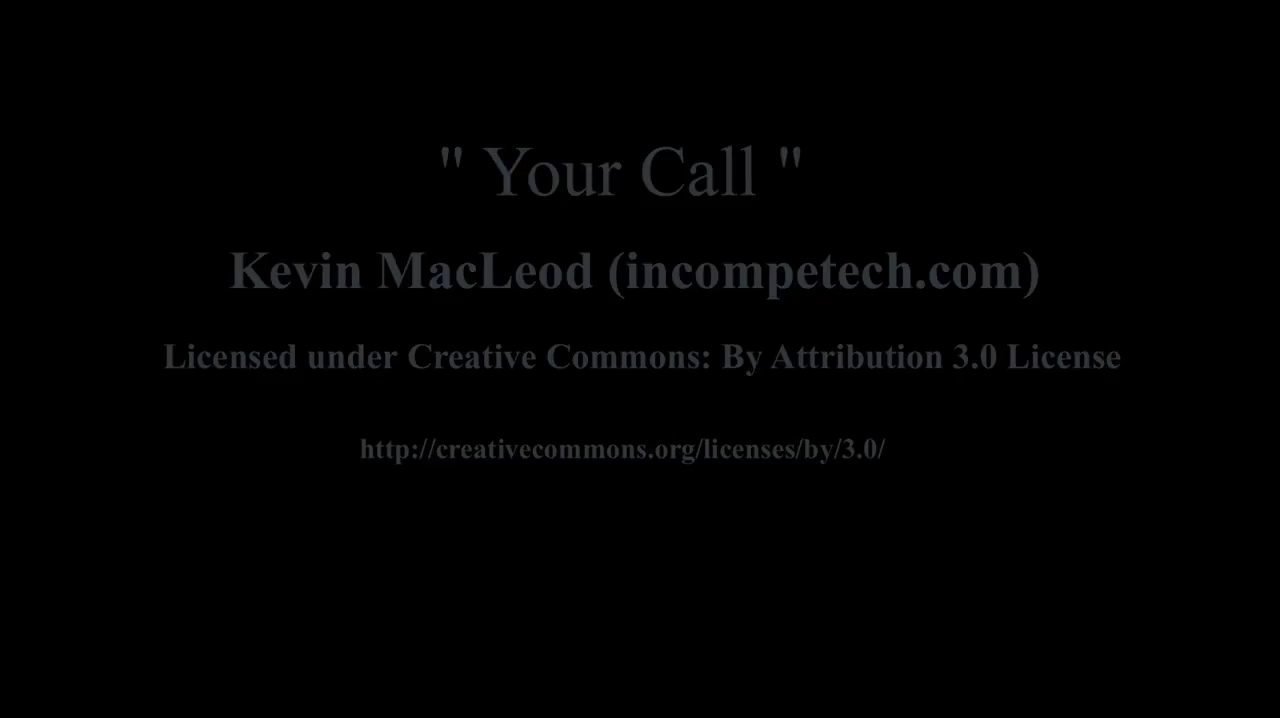 " Your Call "
Kevin MacLeod (incompetech.com)
Licensed under Creative Commons: By Attribution 3.0 License
http://creativecommons.org/licenses/by/3.0/